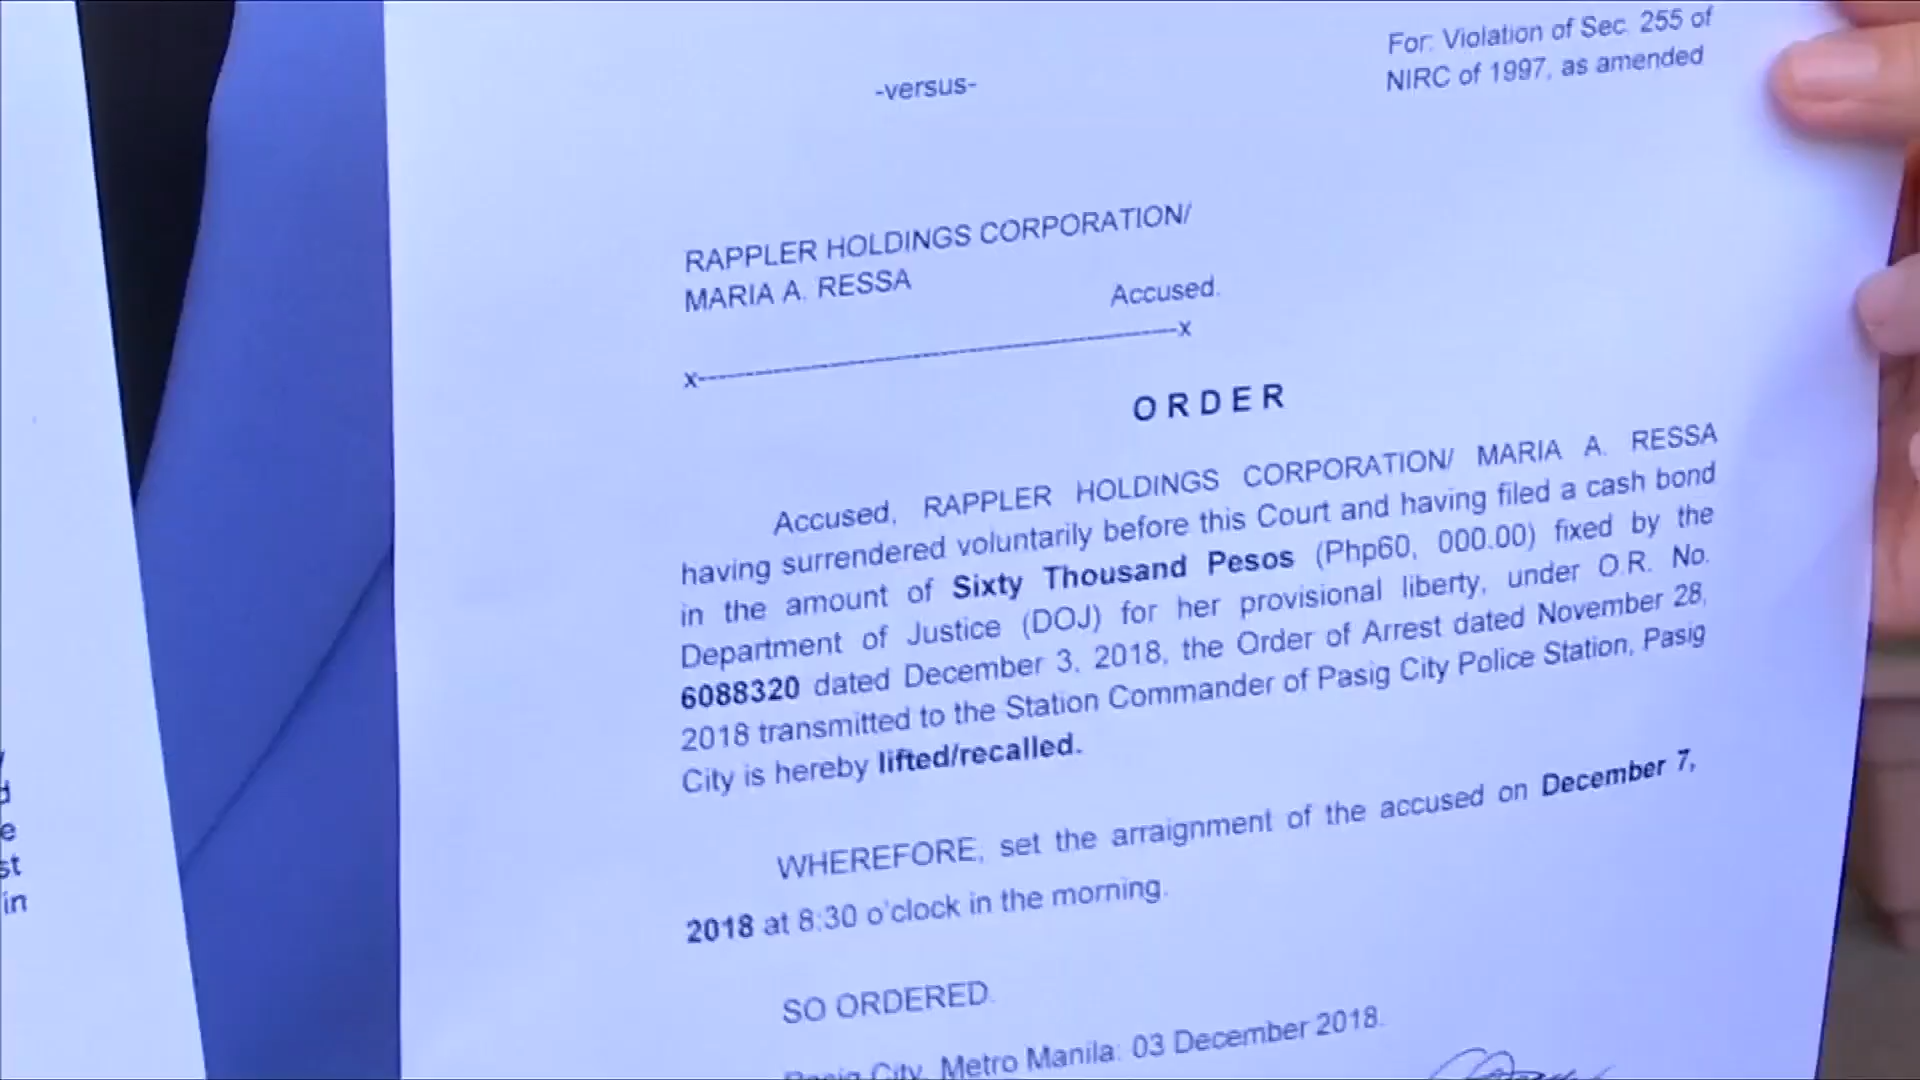 For: Violation of Sec. 255 of
NIRC of 1997, as amended
-versus-
RAPPLER HOLDINGS CORPORATION/
MARIA A. RESSA
Accused.
x-----------------------------------------------x
ORDER
Accused, RAPPLER HOLDINGS CORPORATION/ MARIA A. RESSA
having surrendered voluntarily before this Court and having filed a cash bond
in the amount of Sixty Thousand Pesos (Php60, 000.00) fixed by the
Department of Justice (DOJ) for her provisional liberty, under O.R. No.
6088320 dated December 3, 2018, the Order of Arrest dated November 28,
2018 transmitted to the Station Commander of Pasig City Police Station, Pasig
City is hereby lifted/recalled.
WHEREFORE, set the arraignment of the accused on December 7,
2018 at 8:30 o'clock in the morning.
SO ORDERED.
Pasig City, Metro Manila: 03 December 2018.
st
in